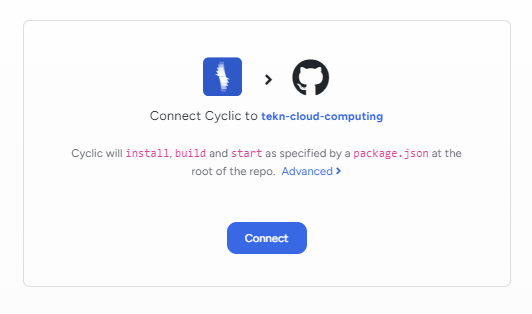 Connect Cyclic to tekn-cloud-computing
Cyclic will install, build and start as specified by a package.json at the
root of the repo. Advanced >
Connect